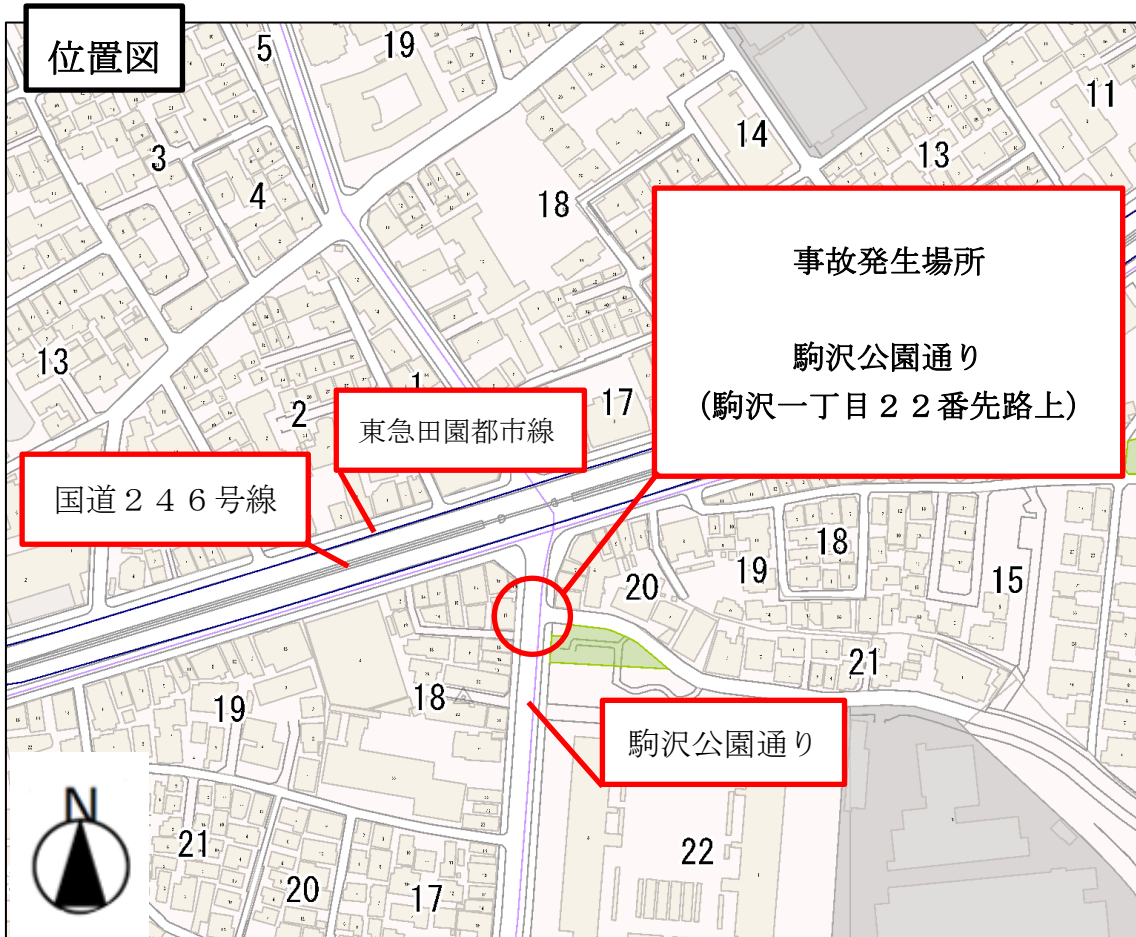 位置図
5
19
11
3
14
13
4
18
事故発生場所
駒沢公園通り
(駒沢一丁目２２番先路上)
13
1
2
17
東急田園都市線
国道２４６号線
18
19
20
15
21
18
19
駒沢公園通り
N
21
22
20
17